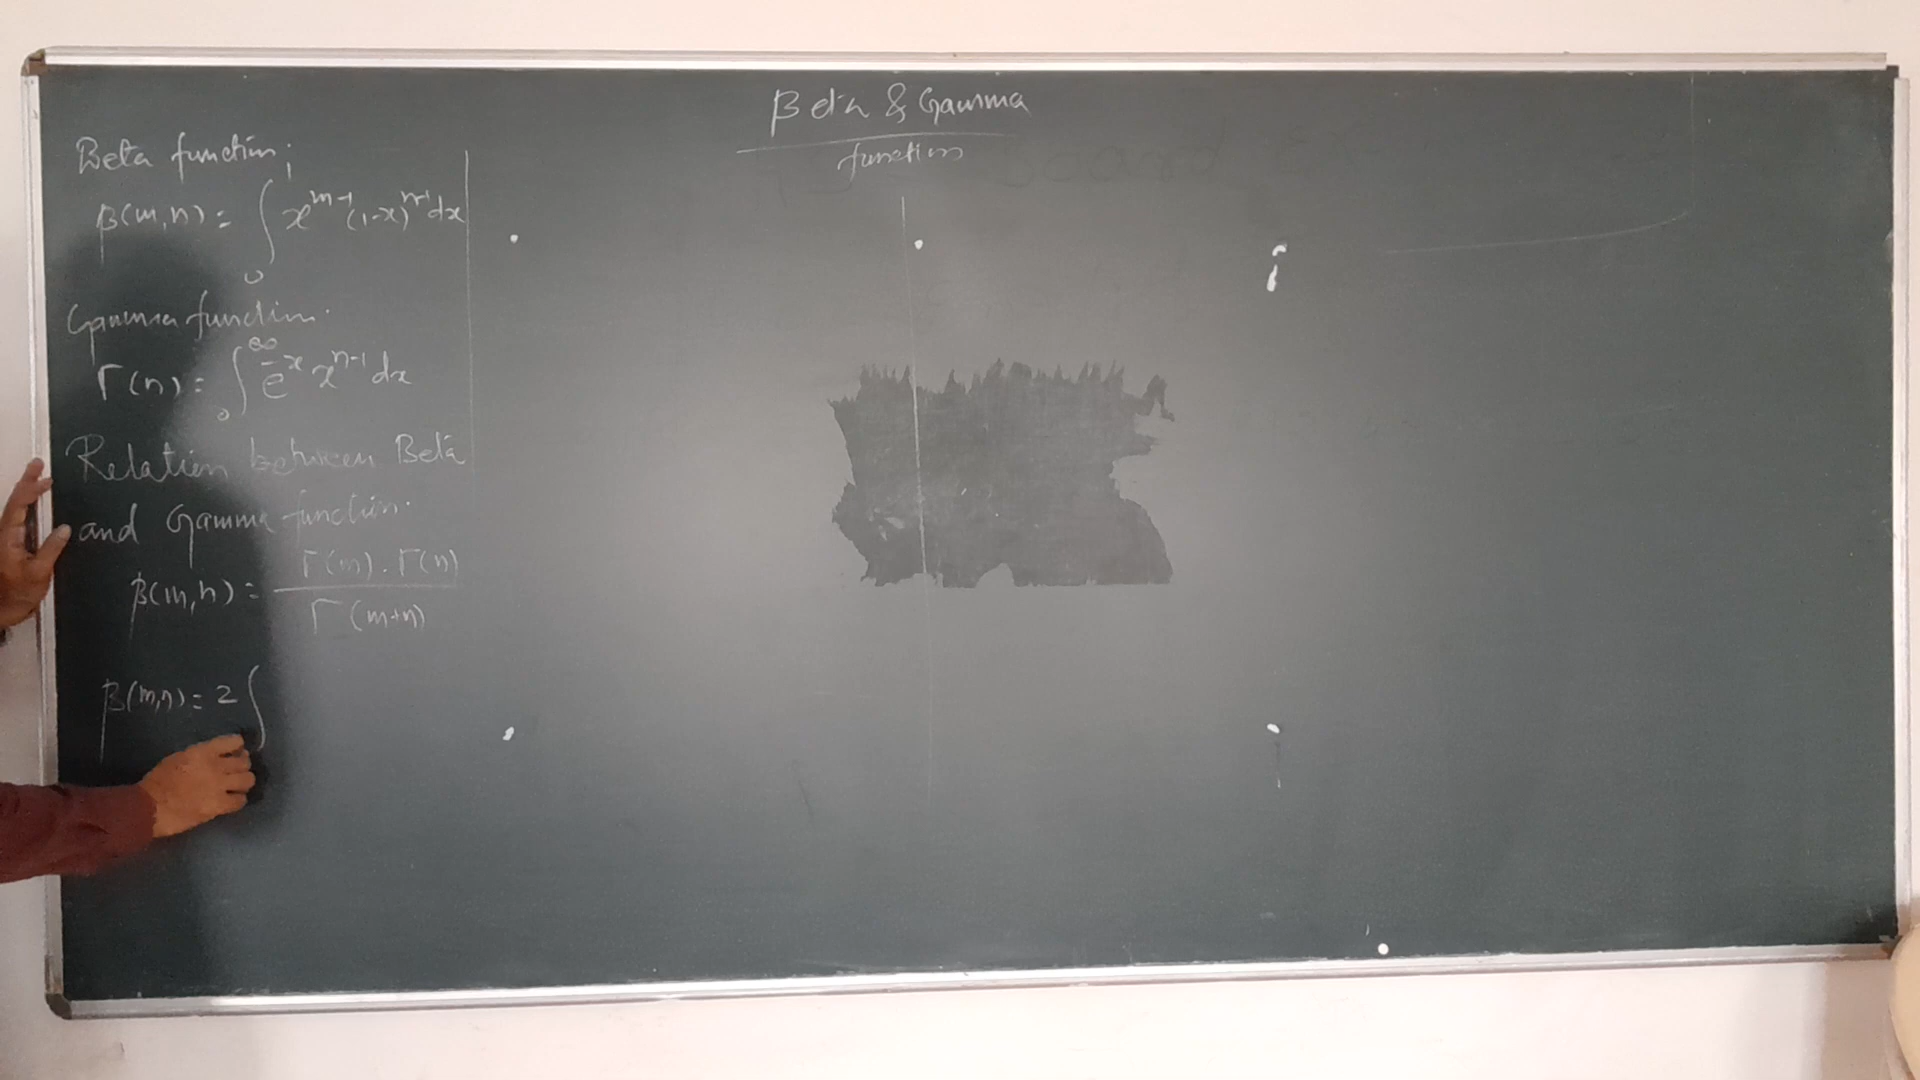 Beta & Gamma
function
Beta function;
β(m,n) = ∫₀ x^{m-1} (1-x)^{n-1} dx
Gamma function.
Γ(n) = ∫₀^∞ e^{-x} x^{n-1} dx
Relation between Beta
and Gamma function.
β(m,n) = Γ(m) . Γ(n) / Γ(m+n)
β(m,n) = 2 ∫